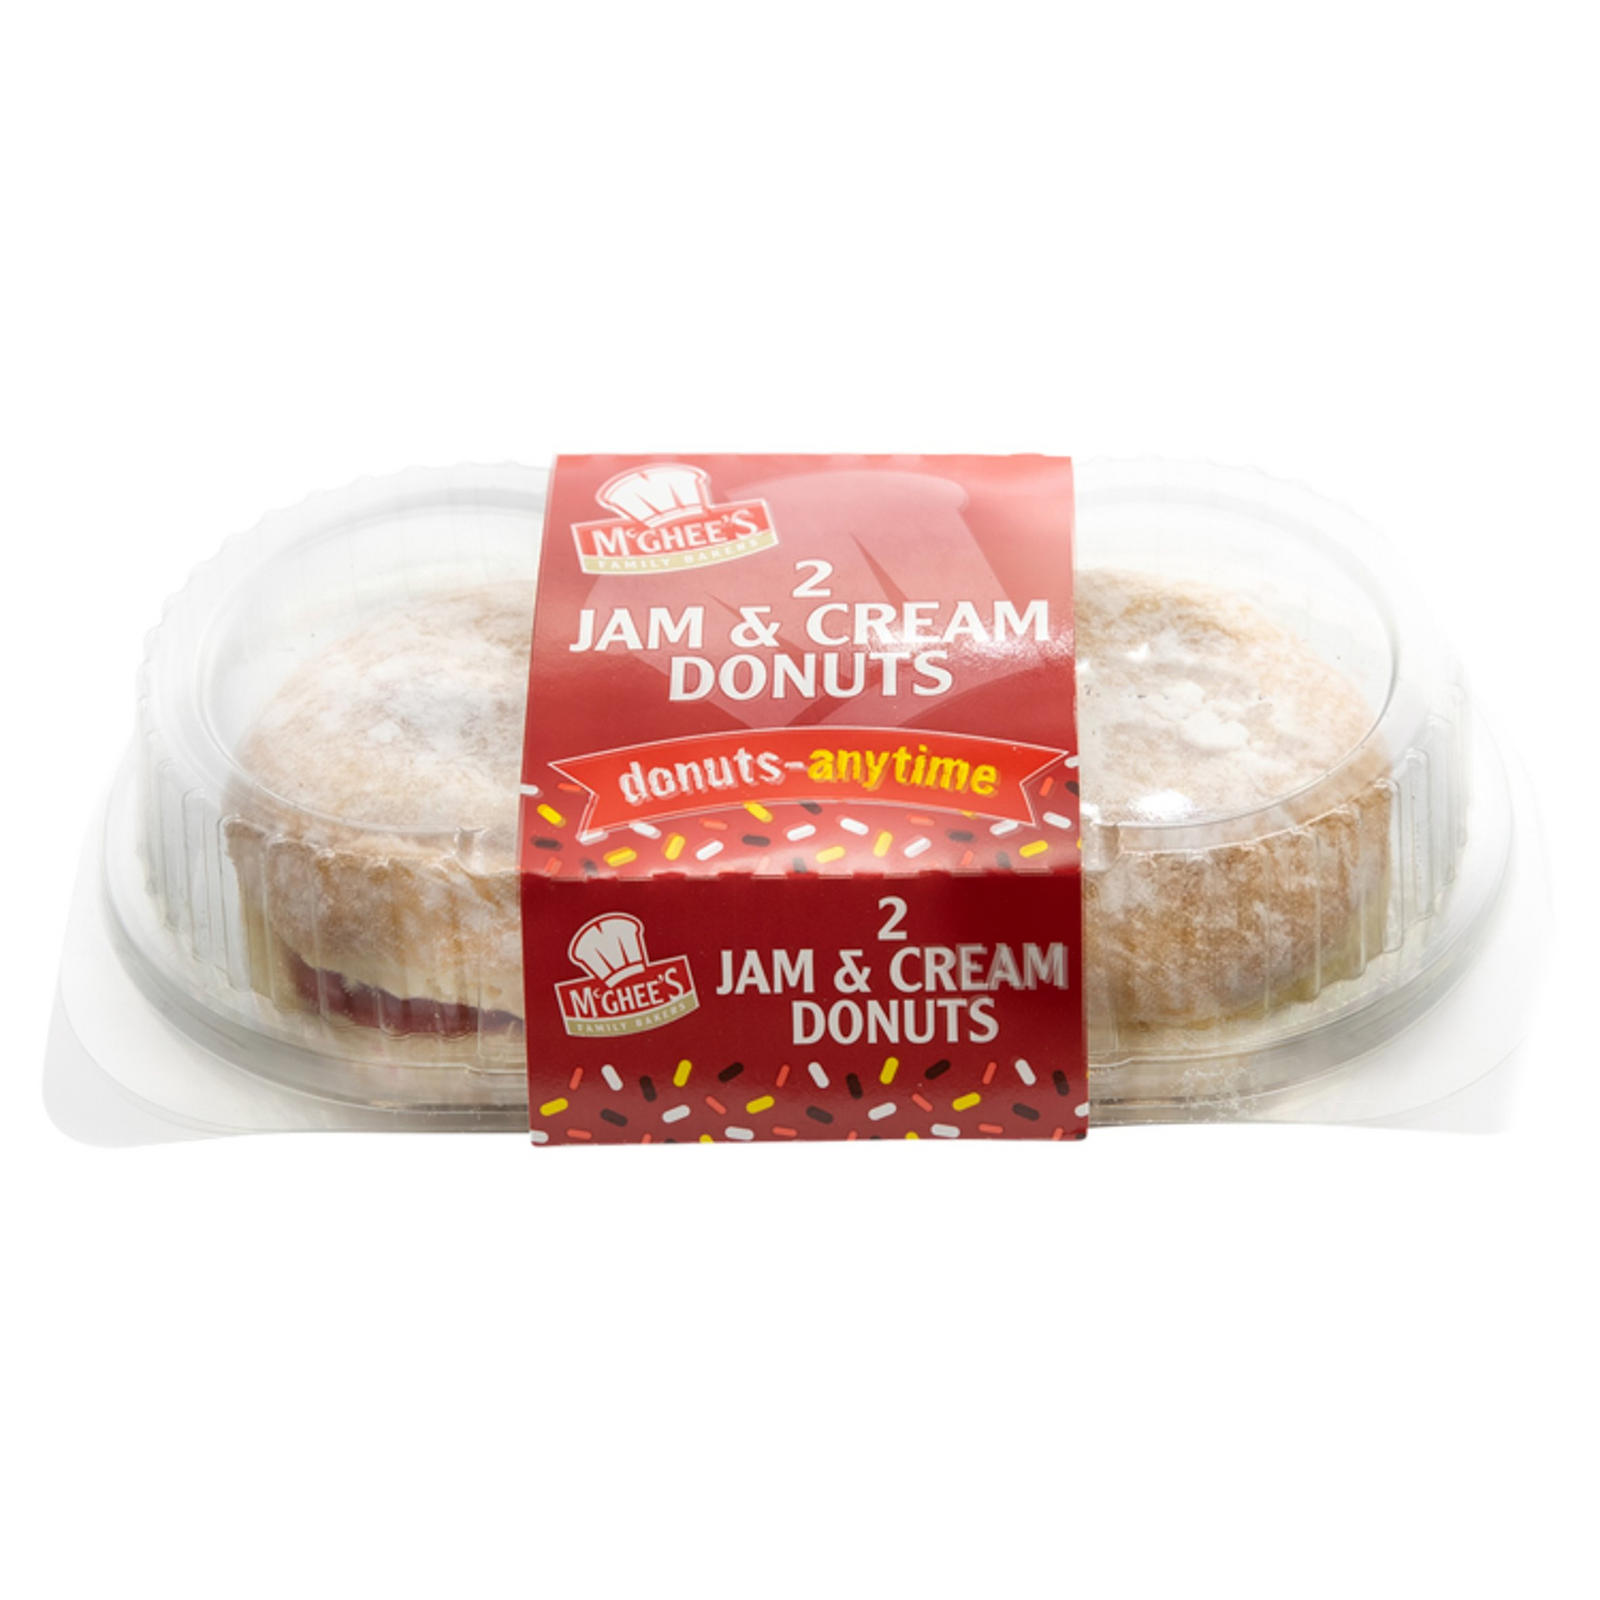 M
McGHEE'S
FAMILY BAKERS
2
JAM & CREAM
DONUTS
donuts-anytime
2
JAM & CREAM
DONUTS
M
McGHEE'S
FAMILY BAKERS